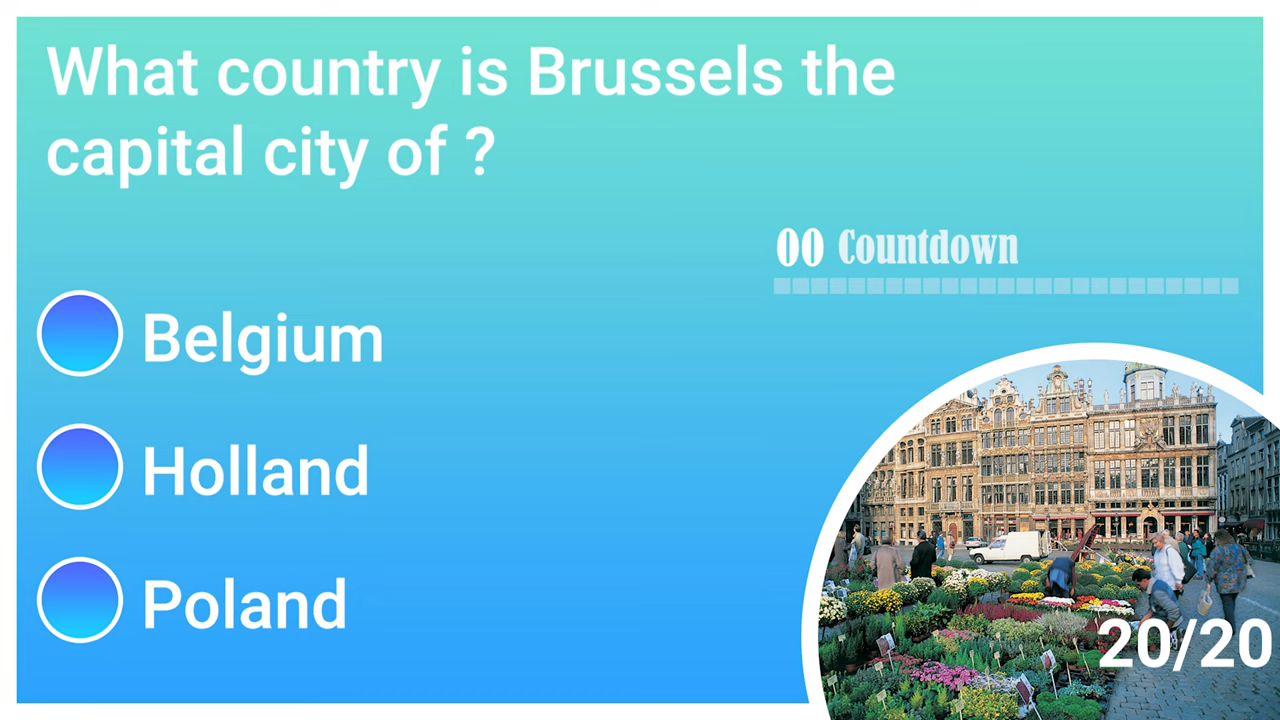 What country is Brussels the
capital city of ?
00 Countdown
Belgium
Holland
Poland
20/20